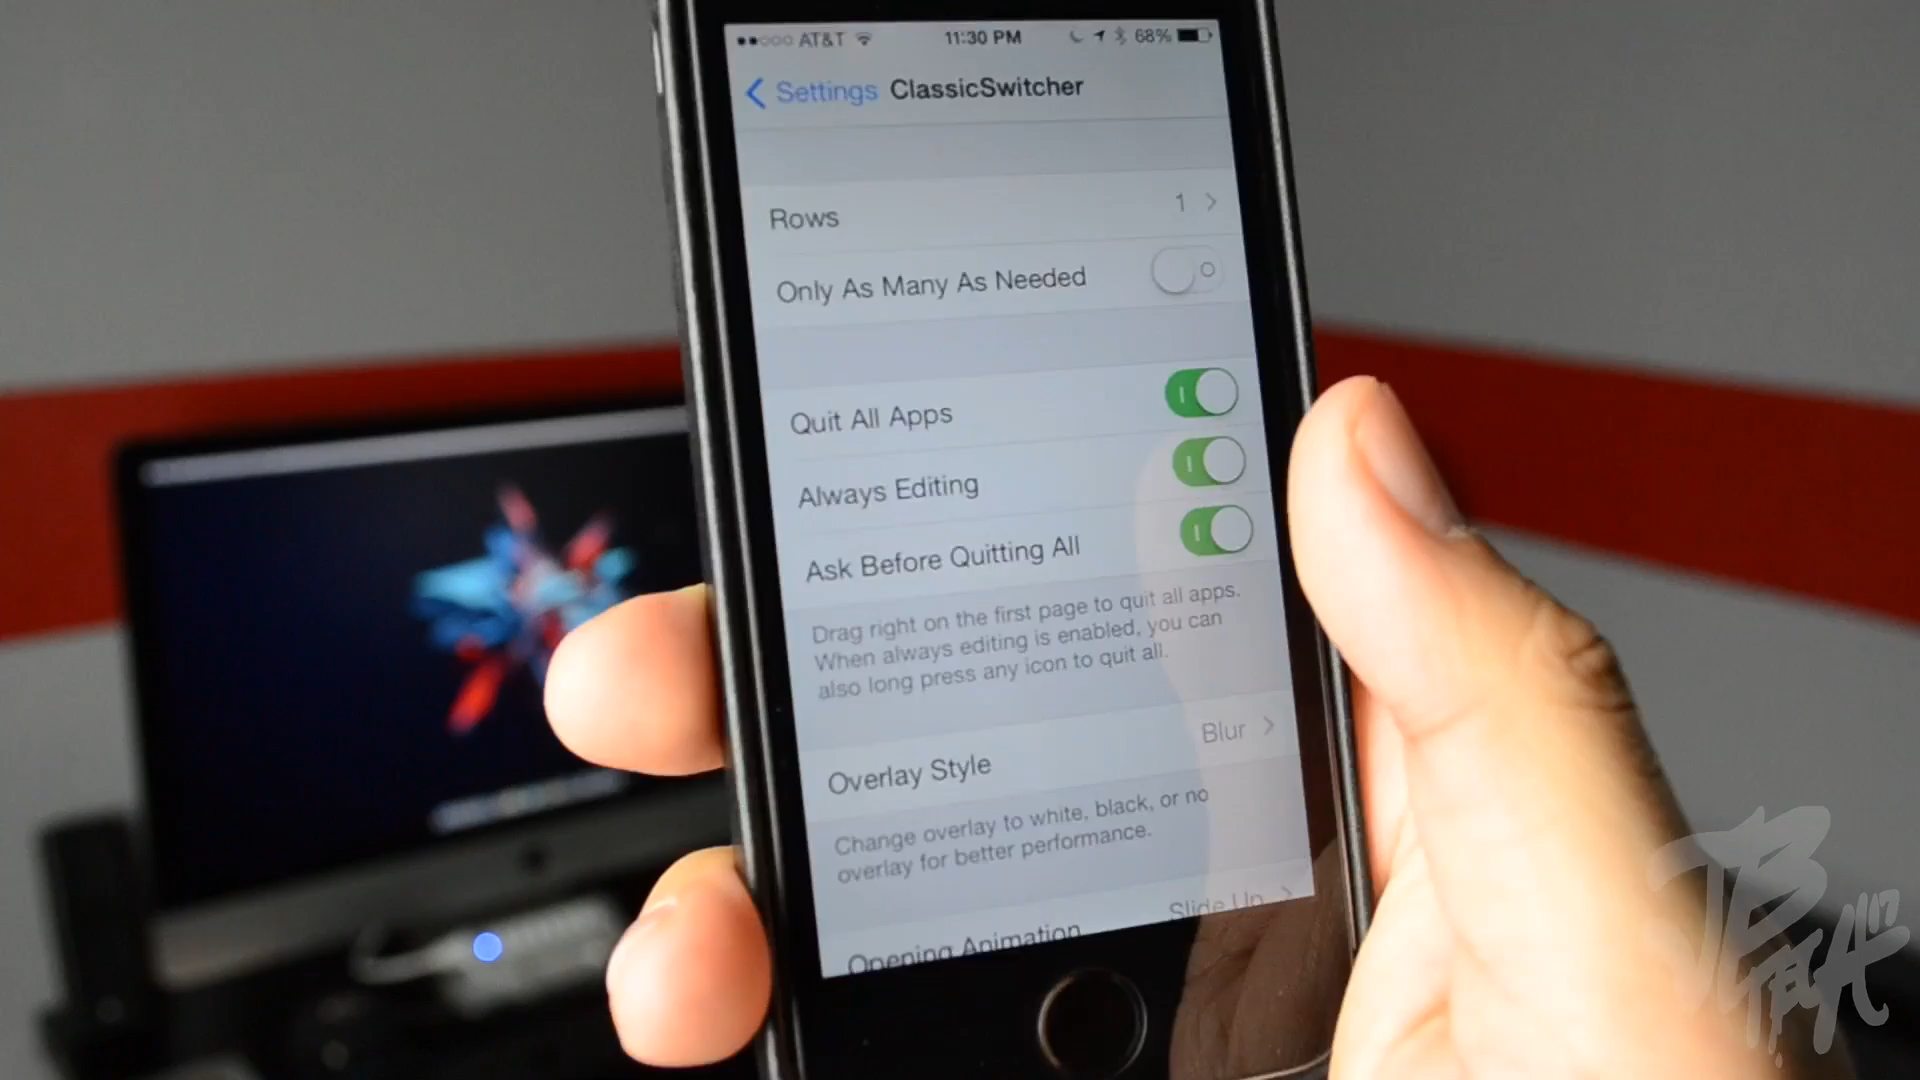 AT&T 11:30 PM 68%
Settings ClassicSwitcher
Rows 1
Only As Many As Needed
Quit All Apps
Always Editing
Ask Before Quitting All
Drag right on the first page to quit all apps.
When always editing is enabled, you can
also long press any icon to quit all.
Overlay Style Blur
Change overlay to white, black, or no
overlay for better performance.
Opening Animation Slide Up